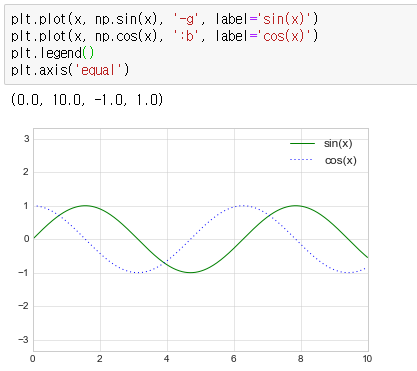 plt.plot(x, np.sin(x), '-g', label='sin(x)')
plt.plot(x, np.cos(x), ':b', label='cos(x)')
plt.legend()
plt.axis('equal')
(0.0, 10.0, -1.0, 1.0)
sin(x)
cos(x)
3
2
1
0
−1
−2
−3
0 2 4 6 8 10